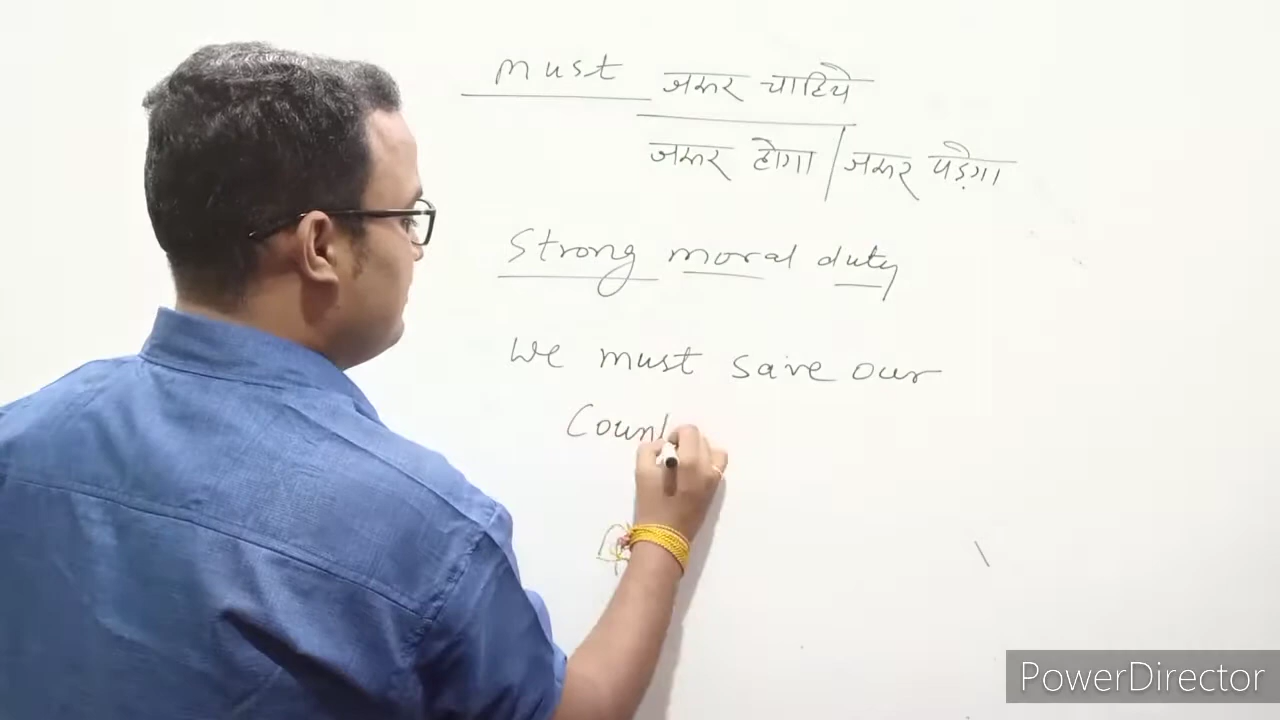 must जरूर चाहिये
जरूर होगा / जरूर पड़ेगा
Strong moral duty
We must save our
Count
PowerDirector